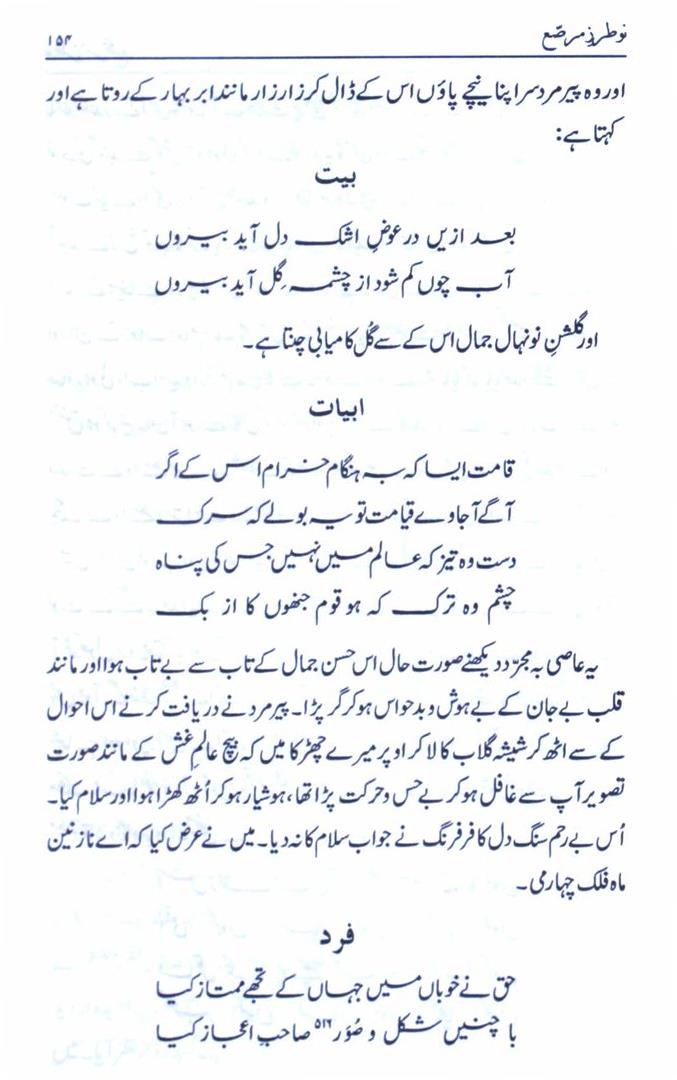 نوطرزِ مرصّع
۱۵۴
اور وہ پیر مرد سر اپنا نیچے پاؤں اس کے ڈال کر زار زار مانند ابر بہار کے روتا ہے اور
کہتا ہے:
بیت
بعد ازیں در عوضِ اشک دل آید بیروں
آب چوں کم شود از چشمہ گِل آید بیروں
اور گلشنِ نونہال جمال اس کے سے گُل کامیابی چنتا ہے۔
ابیات
قامت ایسا کہ بہ ہنگام خرام اس کے اگر
آگے آجاوے قیامت تو یہ بولے کہ سرک
دست وہ تیز کہ عالم میں نہیں جس کی پناہ
چشم وہ ترک کہ ہو قوم جنھوں کا از بک
یہ عاصی بہ مجرّد دیکھنے صورت حال اس حسن جمال کے تاب سے بے تاب ہوا اور مانند
قلب بے جان کے بے ہوش و بدحواس ہو کر گر پڑا۔ پیر مرد نے دریافت کرنے اس احوال
کے سے اٹھ کر شیشہ گلاب کا لا کر اوپر میرے چھڑکا میں کہ بیچ عالمِ غش کے مانند صورت
تصویر آپ سے غافل ہو کر بے حس و حرکت پڑا تھا، ہوشیار ہو کر اُٹھ کھڑا ہوا اور سلام کیا۔
اُس بے رحم سنگ دل کافر فرنگ نے جواب سلام کا نہ دیا۔ میں نے عرض کیا کہ اے نازنین
ماہ فلک چہارمی۔
فرد
حق نے خوباں میں جہاں کے تجھے ممتاز کیا
با چنیں شکل و صُوَر۵۱۲ صاحبِ اعجاز کیا